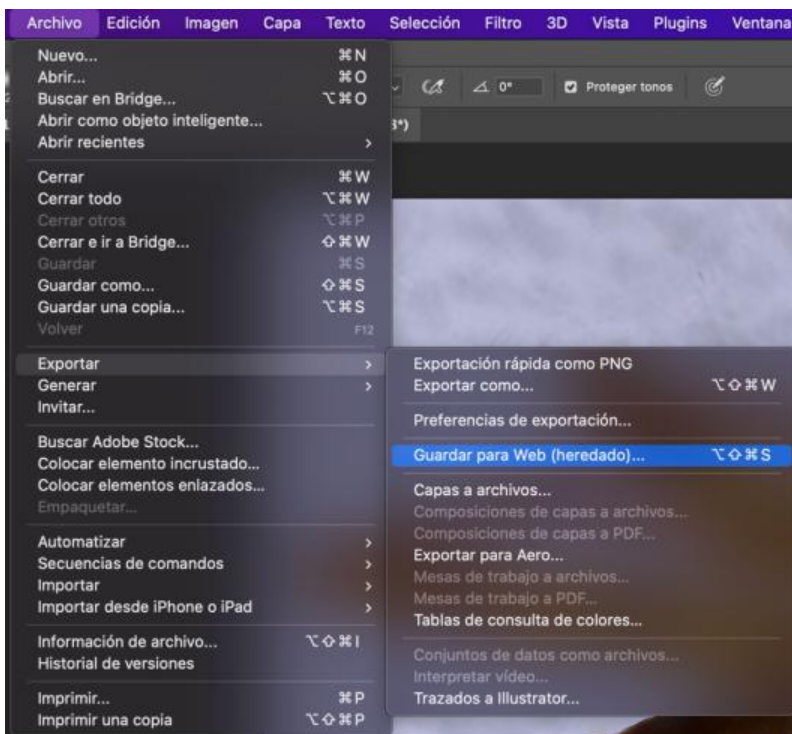 Archivo Edición Imagen Capa Texto Selección Filtro 3D Vista Plugins Ventana
0° Proteger tonos
Nuevo... ⌘N
Abrir... ⌘O
Buscar en Bridge... ⌥⌘O
Abrir como objeto inteligente...
Abrir recientes >
Cerrar ⌘W
Cerrar todo ⌥⌘W
Cerrar otros ⌥⌘P
Cerrar e ir a Bridge... ⇧⌘W
Guardar ⌘S
Guardar como... ⇧⌘S
Guardar una copia... ⌥⌘S
Volver F12
Exportar >
Generar >
Invitar...
Buscar Adobe Stock...
Colocar elemento incrustado...
Colocar elementos enlazados...
Empaquetar...
Automatizar >
Secuencias de comandos >
Importar >
Importar desde iPhone o iPad >
Información de archivo... ⌥⇧⌘I
Historial de versiones
Imprimir... ⌘P
Imprimir una copia ⌥⇧⌘P
Exportación rápida como PNG
Exportar como... ⌥⇧⌘W
Preferencias de exportación...
Guardar para Web (heredado)... ⌥⇧⌘S
Capas a archivos...
Composiciones de capas a archivos...
Composiciones de capas a PDF...
Exportar para Aero...
Mesas de trabajo a archivos...
Mesas de trabajo a PDF...
Tablas de consulta de colores...
Conjuntos de datos como archivos...
Interpretar vídeo...
Trazados a Illustrator...